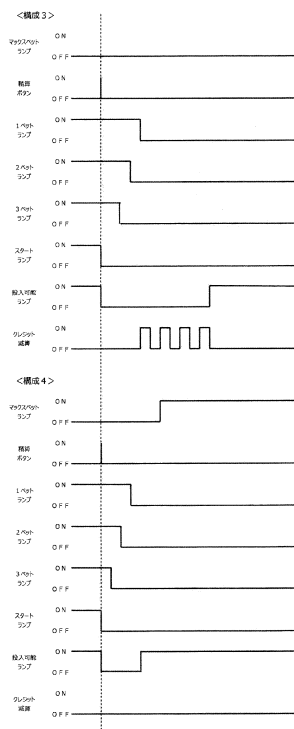 ＜構成３＞
ON
マックスベット
ランプ
OFF
ON
精算
ボタン
OFF
ON
１ベット
ランプ
OFF
ON
２ベット
ランプ
OFF
ON
３ベット
ランプ
OFF
ON
スタート
ランプ
OFF
ON
投入可能
ランプ
OFF
ON
クレジット
減算
OFF
＜構成４＞
ON
マックスベット
ランプ
OFF
ON
精算
ボタン
OFF
ON
１ベット
ランプ
OFF
ON
２ベット
ランプ
OFF
ON
３ベット
ランプ
OFF
ON
スタート
ランプ
OFF
ON
投入可能
ランプ
OFF
ON
クレジット
減算
OFF